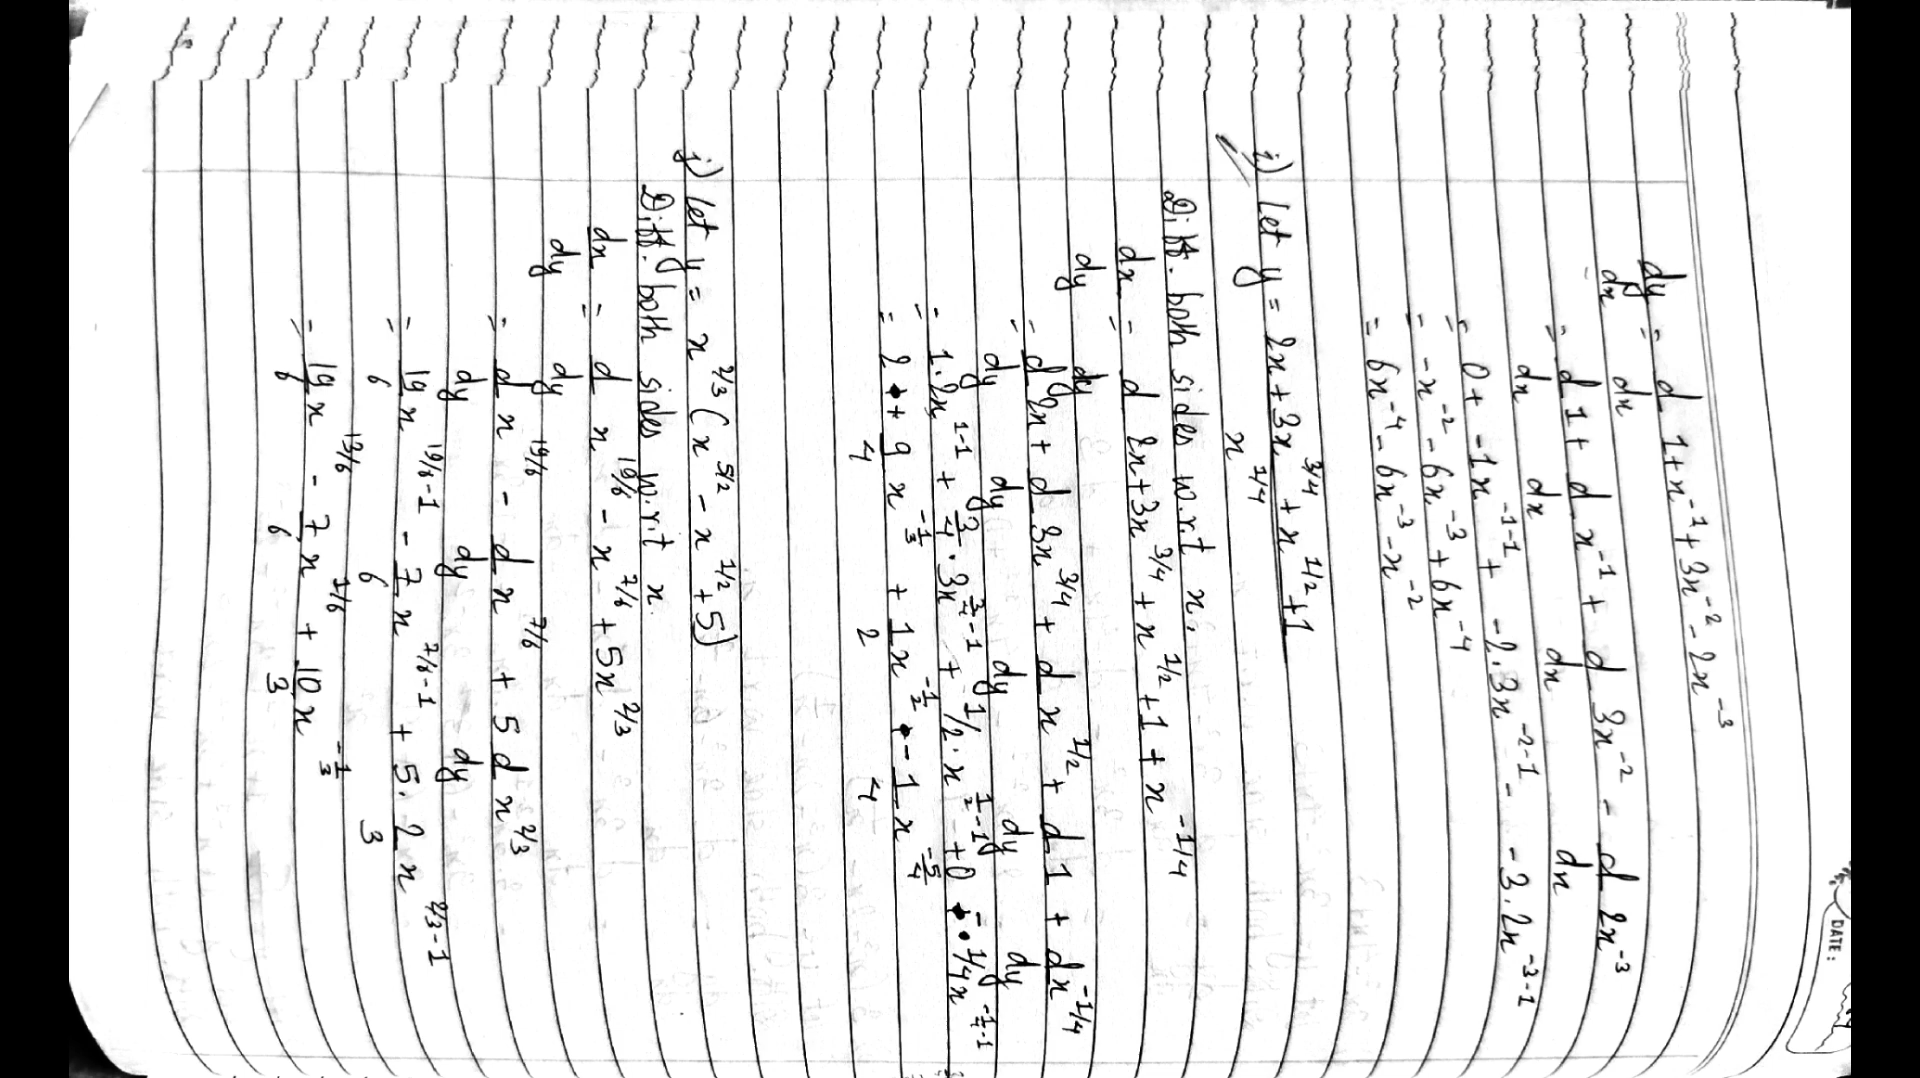 DATE:
dy/dx = d/dx 1+x^-1 + 3x^-2 - 2x^-3
= d/dx 1 + d/dx x^-1 + d/dx 3x^-2 - d/dx 2x^-3
= 0 + -1x^-1-1 + -2.3x^-2-1 - -3.2x^-3-1
= -x^-2 - 6x^-3 + 6x^-4
= 6x^-4 - 6x^-3 - x^-2
i) let y = 2x + 3x^3/4 + x^1/2 + 1
x^1/4
Diff. both sides w.r.t x.
dx/dy = d/dy 2x + 3x^3/4 + x^1/2 + 1 + x^-1/4
= d/dy 2x + d/dy 3x^3/4 + d/dy x^1/2 + d/dy 1 + d/dy x^-1/4
= 1.2x^1-1 + 3/4 . 3x^3/4-1 + 1/2 . x^1/2-1 + 0 - 1/4x^-1/4-1
= 2 + 9/4 x^-1/3 + 1/2 x^-1/2 - 1/4 x^-5/4
j) let y = x^2/3 (x^5/2 - x^1/2 + 5)
Diff. both sides w.r.t x.
dx/dy = d/dy x^19/6 - x^7/6 + 5x^2/3
= d/dy x^19/6 - d/dy x^7/6 + 5 d/dy x^2/3
= 19/6 x^19/6-1 - 7/6 x^7/6-1 + 5. 2/3 x^2/3-1
= 19/6 x^13/6 - 7/6 x^1/6 + 10/3 x^-1/3